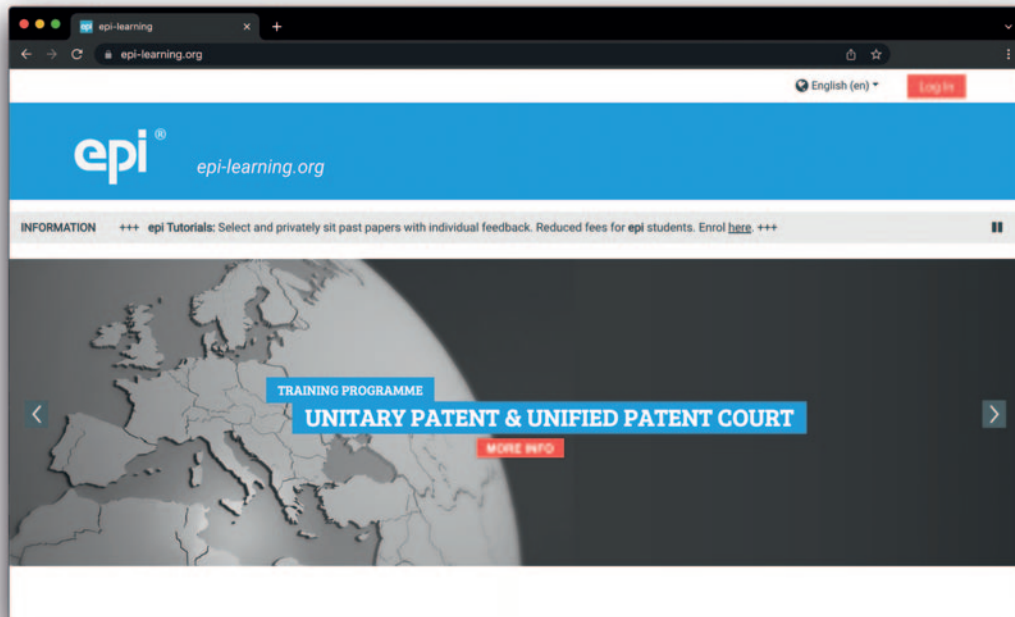 epi epi-learning
epi-learning.org
English (en)
Log In
epi®
epi-learning.org
INFORMATION +++ epi Tutorials: Select and privately sit past papers with individual feedback. Reduced fees for epi students. Enrol here. +++
TRAINING PROGRAMME
UNITARY PATENT & UNIFIED PATENT COURT
MORE INFO